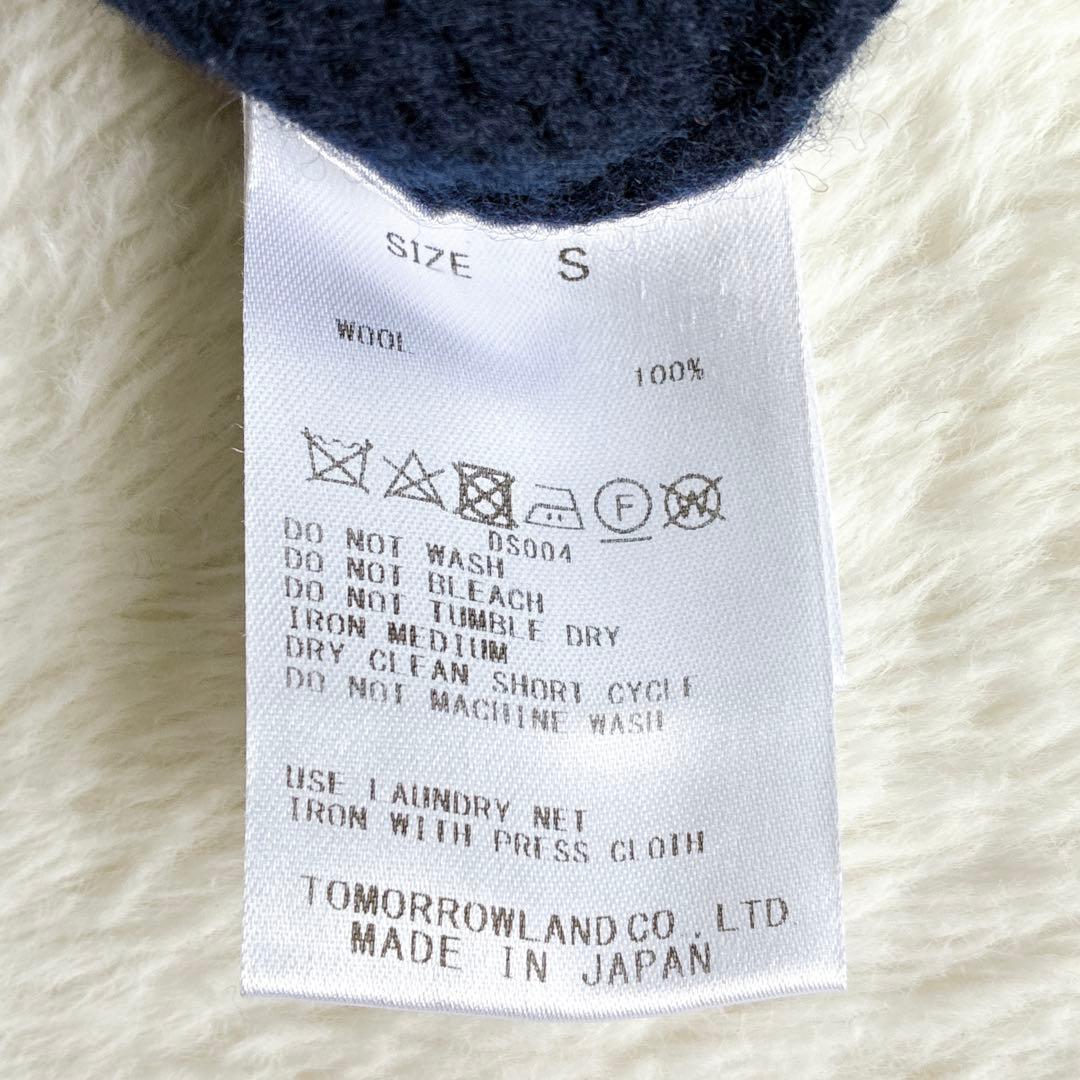 SIZE S
WOOL
100%
F W
DS004
DO NOT WASH
DO NOT BLEACH
DO NOT TUMBLE DRY
IRON MEDIUM
DRY CLEAN SHORT CYCLE
DO NOT MACHINE WASH
USE LAUNDRY NET
IRON WITH PRESS CLOTH
TOMORROWLAND CO., LTD.
MADE IN JAPAN